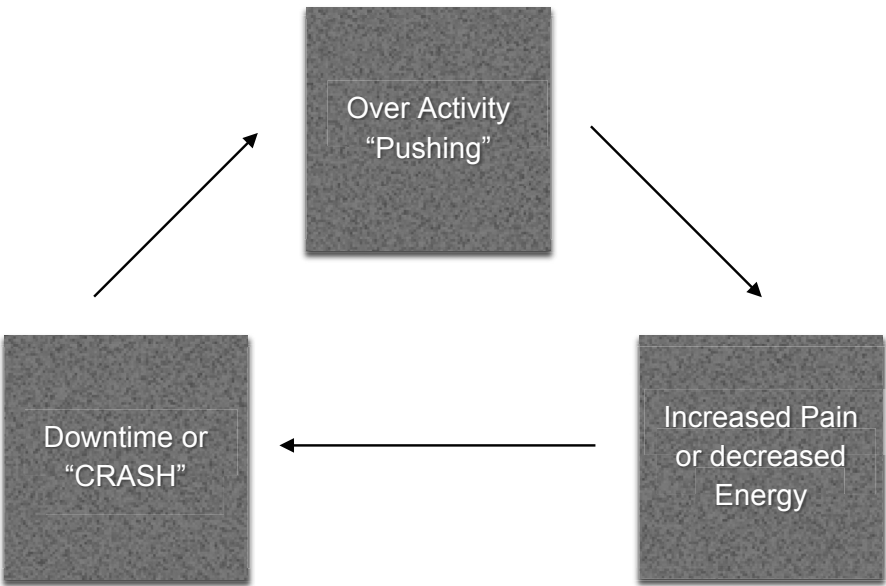 Over Activity
“Pushing”
Downtime or
“CRASH”
Increased Pain
or decreased
Energy